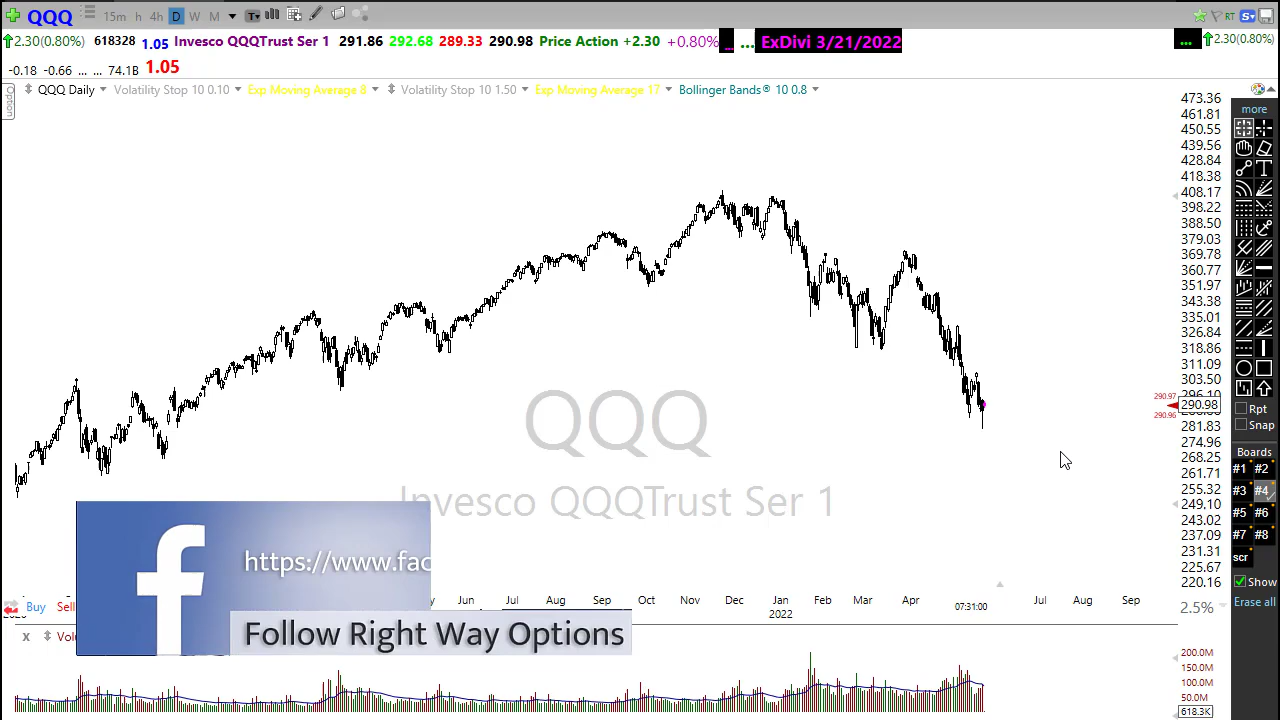 QQQ 15m h 4h D W M T RT S
2.30(0.80%) 618328 1.05 Invesco QQQTrust Ser 1 291.86 292.68 289.33 290.98 Price Action +2.30 +0.80% ... ... ExDivi 3/21/2022 ... 2.30(0.80%)
-0.18 -0.66 ... ... 74.1B 1.05
Option
QQQ Daily Volatility Stop 10 0.10 Exp Moving Average 8 Volatility Stop 10 1.50 Exp Moving Average 17 Bollinger Bands® 10 0.8
473.36
461.81
450.55
439.56
428.84
418.38
408.17
398.22
388.50
379.03
369.78
360.77
351.97
343.38
335.01
326.84
318.86
311.09
303.50
290.97
290.98
290.96
281.83
274.96
268.25
261.71
255.32
249.10
243.02
237.09
231.31
225.67
220.16
more
T
Rpt
Snap
Boards
#1 #2
#3 #4
#5 #6
#7 #8
scr
Show
Erase all
QQQ
Invesco QQQTrust Ser 1
https://www.fac
Follow Right Way Options
Buy Sell
Jun Jul Aug Sep Oct Nov Dec Jan Feb Mar Apr 07:31:00 Jul Aug Sep
2022
2.5%
x Vol
200.0M
150.0M
100.0M
50.0M
618.3K